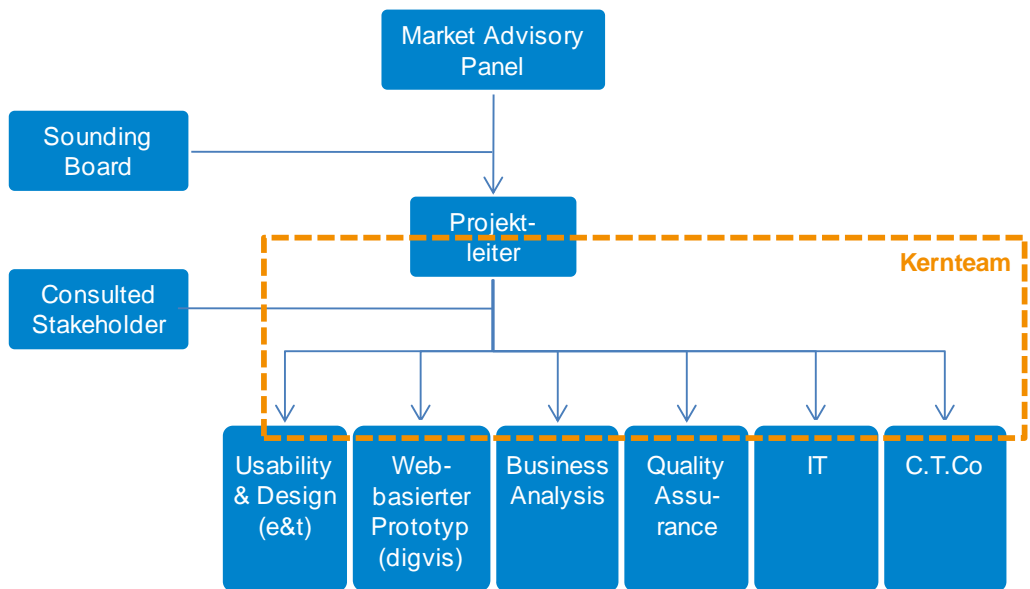 Market Advisory
Panel
Sounding
Board
Projekt-
leiter
Kernteam
Consulted
Stakeholder
Usability
& Design
(e&t)
Web-
basierter
Prototyp
(digvis)
Business
Analysis
Quality
Assu-
rance
IT
C.T.Co